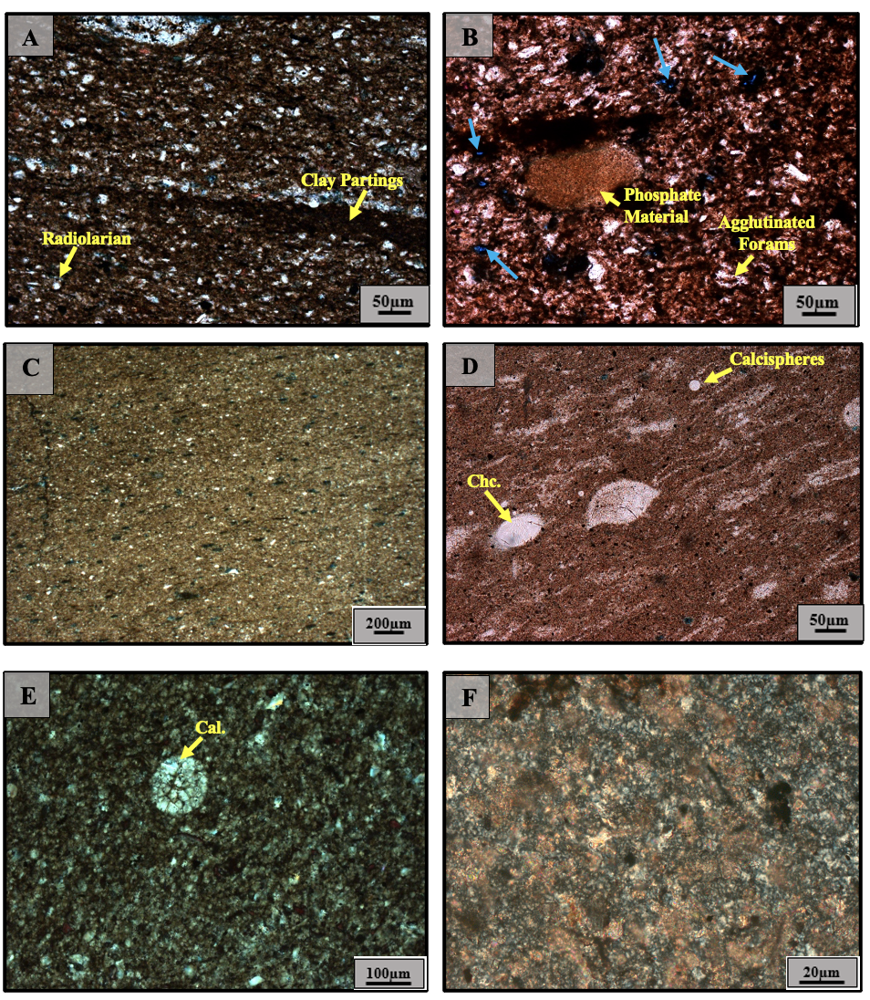 A
Clay Partings
Radiolarian
50μm
B
Phosphate
Material
Agglutinated
Forams
50μm
C
200μm
D
Calcispheres
Chc.
50μm
E
Cal.
100μm
F
20μm